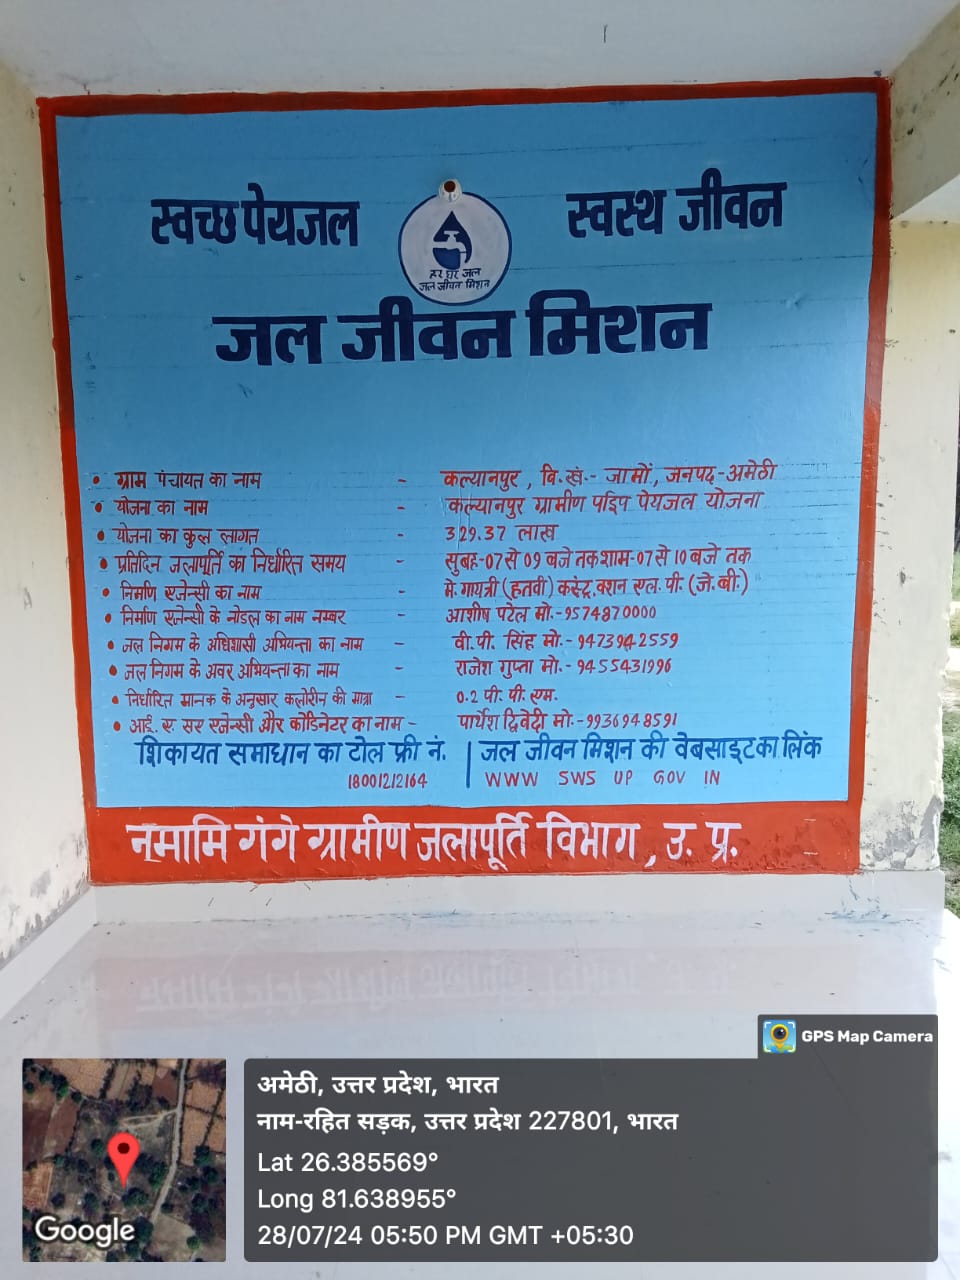 स्वच्छ पेयजल स्वस्थ जीवन
हर घर जल
जल जीवन मिशन
जल जीवन मिशन
• ग्राम पंचायत का नाम - कल्यानपुर, वि.खं.- जामों, जनपद-अमेठी
• योजना का नाम - कल्यानपुर ग्रामीण पाइप पेयजल योजना
• योजना का कुल लागत - 329.37 लाख
• प्रतिदिन जलापूर्ति का निर्धारित समय - सुबह-07 से 09 बजे तक शाम-07 से 10 बजे तक
• निर्माण एजेन्सी का नाम - मे. गायत्री (हतवी) कंस्ट्रक्शन एल.पी. (जे.बी.)
• निर्माण एजेन्सी के नोडल का नाम नम्बर - आशीष पटेल मो.-9574870000
• जल निगम के अधिशासी अभियन्ता का नाम - वी.पी. सिंह मो.-9473942559
• जल निगम के अवर अभियन्ता का नाम - राजेश गुप्ता मो.-9455431996
• निर्धारित मानक के अनुसार क्लोरीन की मात्रा - 0.2 पी.पी.एम.
• आई.ए.सए एजेन्सी और कोडिनेटर का नाम - पार्थेश द्विवेदी मो.-9936948591
शिकायत समाधान का टोल फ्री नं. | जल जीवन मिशन की वेबसाइट का लिंक
18001212164 WWW SWS UP GOV IN
नमामि गंगे ग्रामीण जलापूर्ति विभाग, उ. प्र.
GPS Map Camera
अमेठी, उत्तर प्रदेश, भारत
नाम-रहित सड़क, उत्तर प्रदेश 227801, भारत
Lat 26.385569°
Long 81.638955°
28/07/24 05:50 PM GMT +05:30
Google